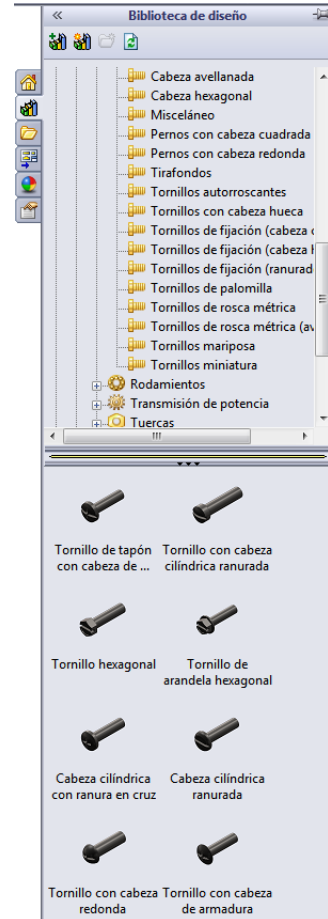 Biblioteca de diseño
Cabeza avellanada
Cabeza hexagonal
Misceláneo
Pernos con cabeza cuadrada
Pernos con cabeza redonda
Tirafondos
Tornillos autorroscantes
Tornillos con cabeza hueca
Tornillos de fijación (cabeza
Tornillos de fijación (cabeza
Tornillos de fijación (ranurad
Tornillos de palomilla
Tornillos de rosca métrica
Tornillos de rosca métrica (av
Tornillos mariposa
Tornillos miniatura
Rodamientos
Transmisión de potencia
Tuercas
Tornillo de tapón
con cabeza de ...
Tornillo con cabeza
cilíndrica ranurada
Tornillo hexagonal
Tornillo de
arandela hexagonal
Cabeza cilíndrica
con ranura en cruz
Cabeza cilíndrica
ranurada
Tornillo con cabeza
redonda
Tornillo con cabeza
de armadura